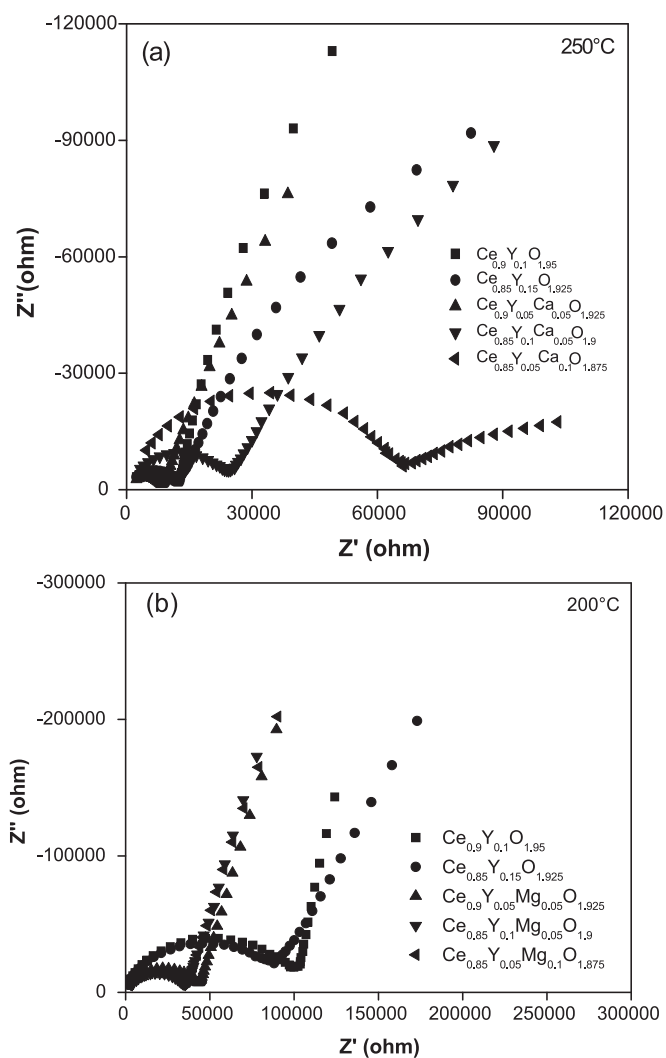 -120000
(a)
250°C
-90000
-60000
-30000
0
Z"(ohm)
Ce0.9Y0.1O1.95
Ce0.85Y0.15O1.925
Ce0.9Y0.05Ca0.05O1.925
Ce0.85Y0.1Ca0.05O1.9
Ce0.85Y0.05Ca0.1O1.875
0 30000 60000 90000 120000
Z' (ohm)
-300000
(b)
200°C
-200000
-100000
0
Z" (ohm)
Ce0.9Y0.1O1.95
Ce0.85Y0.15O1.925
Ce0.9Y0.05Mg0.05O1.925
Ce0.85Y0.1Mg0.05O1.9
Ce0.85Y0.05Mg0.1O1.875
0 50000 100000 150000 200000 250000 300000
Z' (ohm)